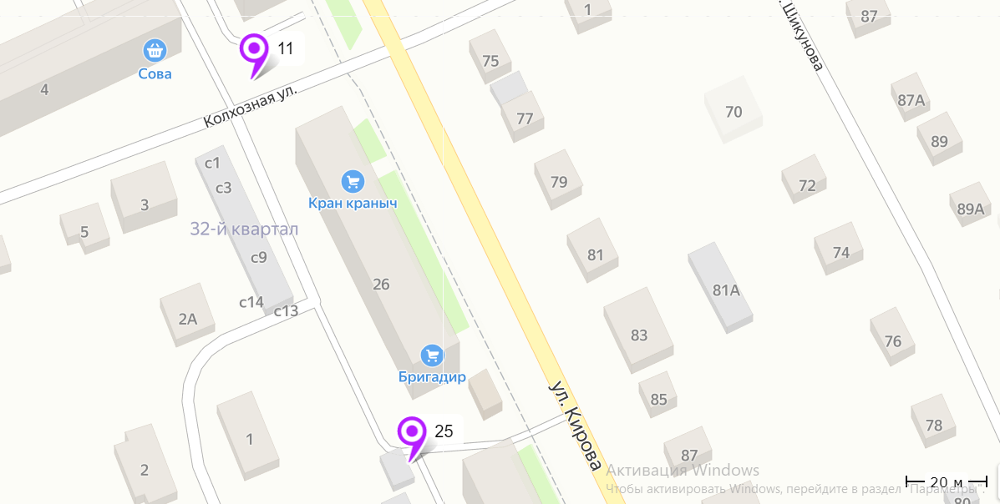 1
ул. Шикунова
87
11
75
Сова
4
Колхозная ул.
87А
77
70
89
с1
79
с3
72
Кран краныч
3
89А
32-й квартал
5
81
74
с9
26
81А
с14
с13
2А
83
76
Бригадир
ул. Кирова
85
78
25
1
87
2
Активация Windows
Чтобы активировать Windows, перейдите в раздел "Параметры".
20 м
80